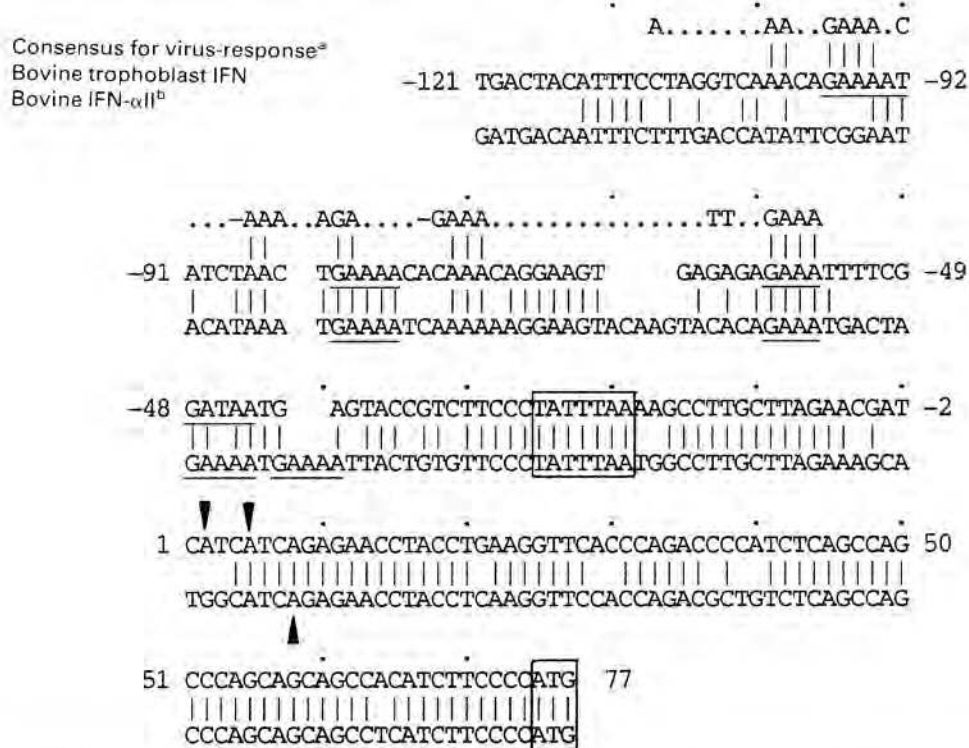 A.......AA..GAAA.C
Consensus for virus-responseᵃ
Bovine trophoblast IFN
Bovine IFN-αIIᵇ
-121 TGACTACATTTCCTAGGTCAAACAGAAAAT -92
GATGACAATTTCTTTGACCATATTCGGAAT
...-AAA..AGA....-GAAA................TT..GAAA
-91 ATCTAAC TGAAAACACAAACAGGAAGT GAGAGAGAAATTTTCG -49
ACATAAA TGAAAATCAAAAAAGGAAGTACAAGTACACAGAAATGACTA
-48 GATAATG AGTACCGTCTTCCCTATTTAAAAGCCTTGCTTAGAACGAT -2
GAAAATGAAAATTACTGTGTTCCCTATTTAATGGCCTTGCTTAGAAAGCA
1 CATCATCAGAGAACCTACCTGAAGGTTCACCCAGACCCCATCTCAGCCAG 50
TGGCATCAGAGAACCTACCTCAAGGTTCCACCAGACGCTGTCTCAGCCAG
51 CCCAGCAGCAGCCACATCTTCCCCATG 77
CCCAGCAGCAGCCTCATCTTCCCCATG